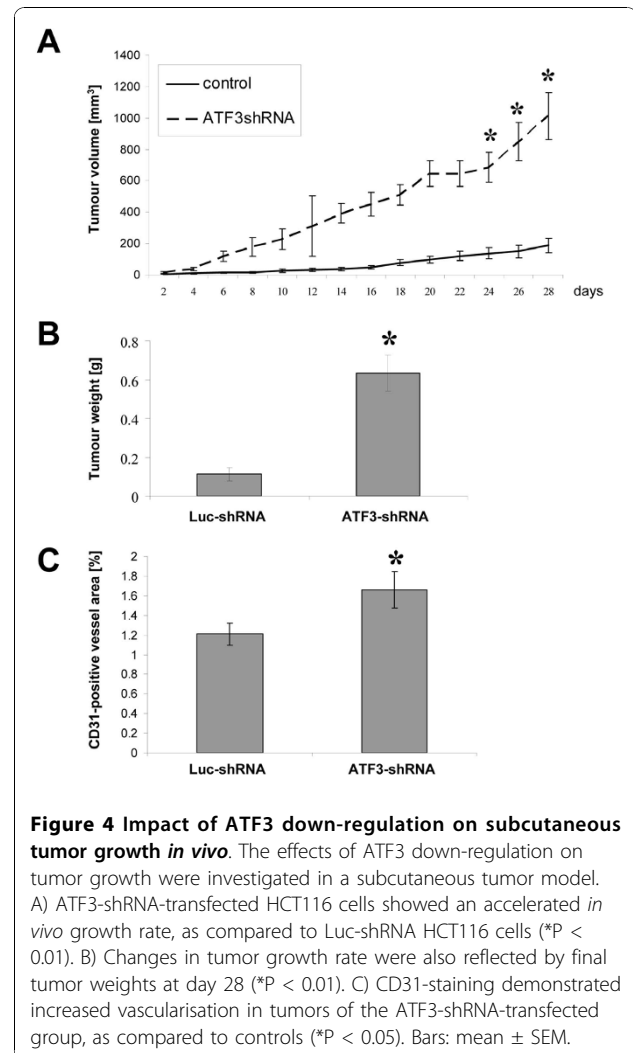 A
Tumour volume [mm³]
1400
1200
1000
800
600
400
200
0
control
ATF3shRNA
* * *
2 4 6 8 10 12 14 16 18 20 22 24 26 28 days
B
Tumour weight [g]
0.8
0.6
0.4
0.2
0
*
Luc-shRNA ATF3-shRNA
C
CD31-positive vessel area [%]
2
1.8
1.6
1.4
1.2
1
0.8
0.6
0.4
0.2
0
*
Luc-shRNA ATF3-shRNA
Figure 4 Impact of ATF3 down-regulation on subcutaneous
tumor growth in vivo. The effects of ATF3 down-regulation on
tumor growth were investigated in a subcutaneous tumor model.
A) ATF3-shRNA-transfected HCT116 cells showed an accelerated in
vivo growth rate, as compared to Luc-shRNA HCT116 cells (*P <
0.01). B) Changes in tumor growth rate were also reflected by final
tumor weights at day 28 (*P < 0.01). C) CD31-staining demonstrated
increased vascularisation in tumors of the ATF3-shRNA-transfected
group, as compared to controls (*P < 0.05). Bars: mean ± SEM.